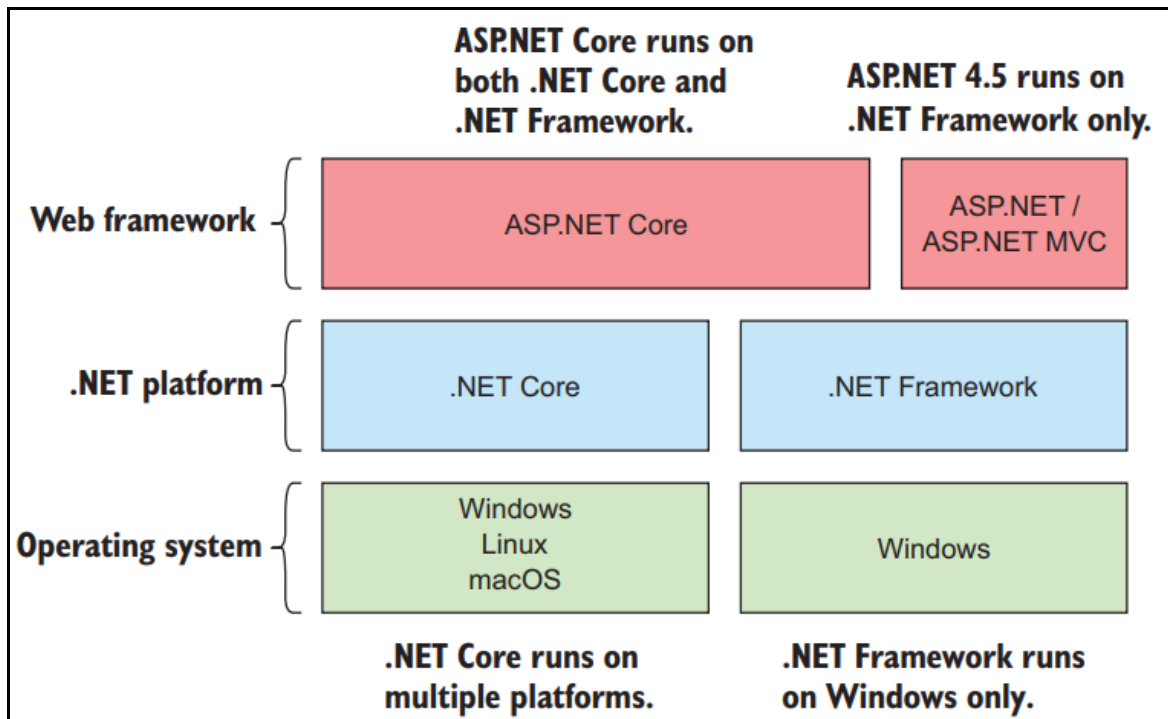 ASP.NET Core runs on
both .NET Core and
.NET Framework.
ASP.NET 4.5 runs on
.NET Framework only.
Web framework
ASP.NET Core
ASP.NET /
ASP.NET MVC
.NET platform
.NET Core
.NET Framework
Operating system
Windows
Linux
macOS
Windows
.NET Core runs on
multiple platforms.
.NET Framework runs
on Windows only.